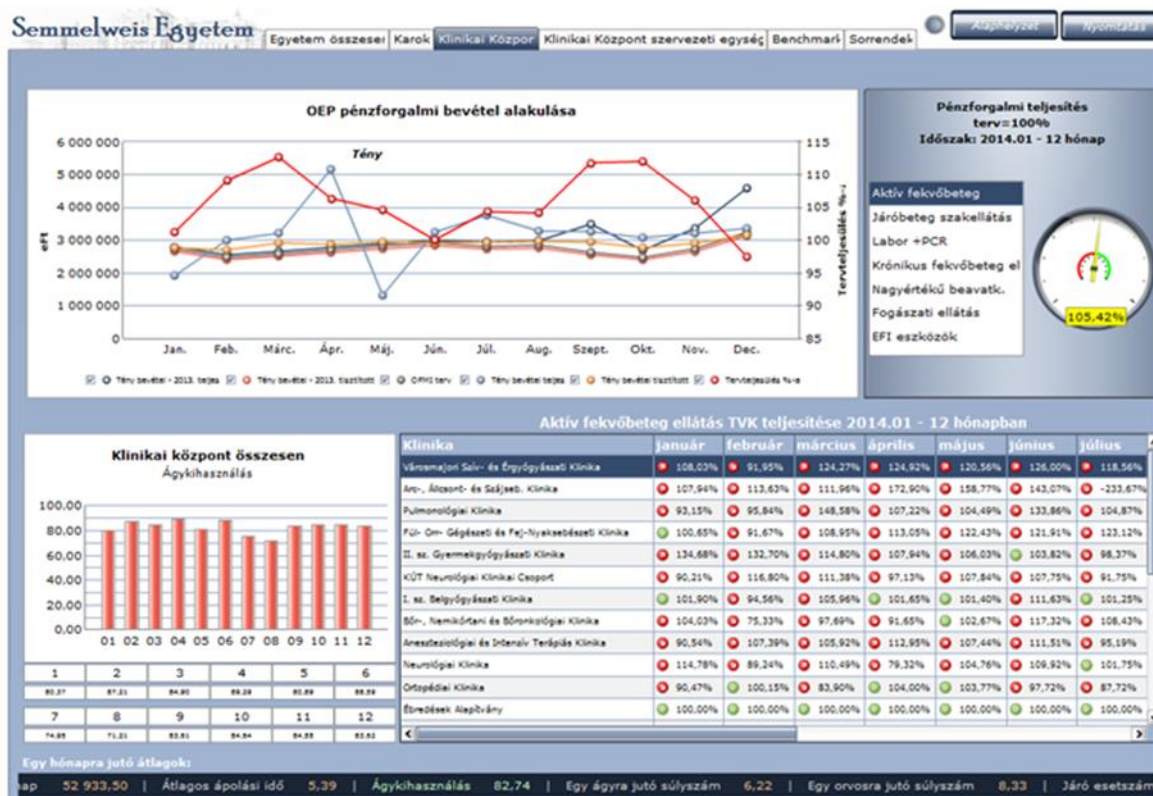 Semmelweis Egyetem
Egyetem összeser Karok Klinikai Közpor Klinikai Központ szervezeti egység Benchmark Sorrendek
Alaphelyzet Nyomtatás
OEP pénzforgalmi bevétel alakulása
Tény
eFt
6 000 000
5 000 000
4 000 000
3 000 000
2 000 000
1 000 000
0
115
110
105
100
95
90
85
Tervteljesülés %-a
Jan. Feb. Márc. Ápr. Máj. Jún. Júl. Aug. Szept. Okt. Nov. Dec.
Tény bevétel - 2013. teljes Tény bevétel - 2013. tisztított terv Tény bevétel teljes Tény bevétel tisztított Tervteljesülés %-a
Pénzforgalmi teljesítés
terv=100%
Időszak: 2014.01 - 12 hónap
Aktív fekvőbeteg
Járóbeteg szakellátás
Labor +PCR
Krónikus fekvőbeteg el
Nagyértékű beavatk.
Fogászati ellátás
EFI eszközök
105,42%
Klinikai központ összesen
Ágykihasználás
100.00
80.00
60.00
40.00
20.00
0.00
01 02 03 04 05 06 07 08 09 10 11 12
1 2 3 4 5 6
7 8 9 10 11 12
Aktív fekvőbeteg ellátás TVK teljesítése 2014.01 - 12 hónapban
Klinika január február március április május június július
Városmajori Szív- és Érgyógyászati Klinika 108,03% 91,95% 124,27% 124,92% 120,56% 126,00% 118,56%
Arc-, Állcsont- és Szájseb. Klinika 107,94% 113,63% 111,96% 172,90% 158,77% 143,07% -233,67%
Pulmonológiai Klinika 93,15% 95,84% 148,58% 107,22% 104,49% 133,86% 104,87%
Fül- Orr- Gégészeti és Fej-Nyaksebészeti Klinika 100,65% 91,67% 108,95% 113,05% 122,43% 121,91% 123,12%
II. sz. Gyermekgyógyászati Klinika 134,68% 132,70% 114,80% 107,94% 106,03% 103,82% 98,37%
KÚT Neurológiai Klinikai Csoport 90,21% 116,80% 111,38% 97,13% 107,84% 107,75% 91,75%
I. sz. Belgyógyászati Klinika 101,90% 94,56% 105,96% 101,65% 101,40% 111,63% 101,25%
Bőr-, Nemikórtani és Bőronkológiai Klinika 104,03% 75,33% 97,69% 91,65% 102,67% 117,32% 108,43%
Aneszteziológiai és Intenzív Terápiás Klinika 90,54% 107,39% 105,92% 112,95% 107,44% 111,51% 95,19%
Neurológiai Klinika 114,78% 89,24% 110,49% 79,32% 104,76% 109,92% 101,75%
Ortopédiai Klinika 90,47% 100,15% 83,90% 104,00% 103,77% 97,72% 87,72%
Ébredések Alapítvány 100,00% 100,00% 100,00% 100,00% 100,00% 100,00% 100,00%
Egy hónapra jutó átlagok:
ap 52 933,50 | Átlagos ápolási idő 5,39 | Ágykihasználás 82,74 | Egy ágyra jutó súlyszám 6,22 | Egy orvosra jutó súlyszám 8,33 | Járó esetszám